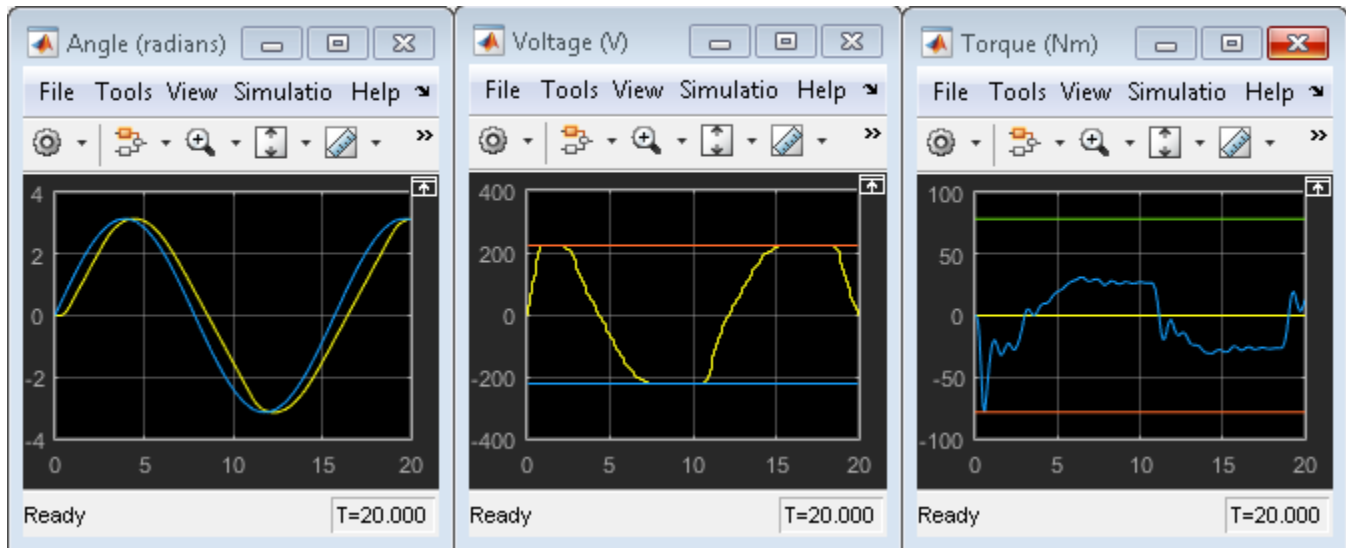 Angle (radians)
File Tools View Simulatio Help
4
2
0
-2
-4
0 5 10 15 20
Ready T=20.000
Voltage (V)
File Tools View Simulatio Help
400
200
0
-200
-400
0 5 10 15 20
Ready T=20.000
Torque (Nm)
File Tools View Simulatio Help
100
50
0
-50
-100
0 5 10 15 20
Ready T=20.000